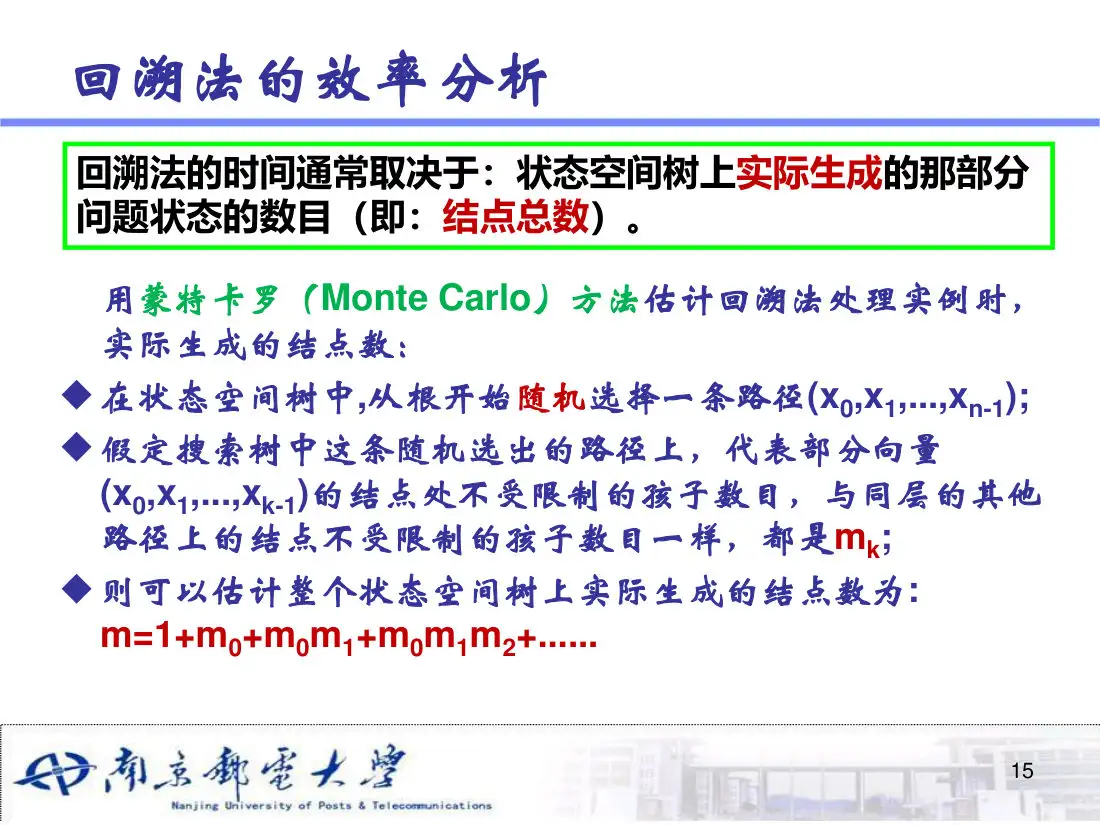 回溯法的效率分析
回溯法的时间通常取决于：状态空间树上实际生成的那部分
问题状态的数目（即：结点总数）。
用蒙特卡罗（Monte Carlo）方法估计回溯法处理实例时，
实际生成的结点数：
◆ 在状态空间树中,从根开始随机选择一条路径(x0,x1,...,xn-1);
◆ 假定搜索树中这条随机选出的路径上，代表部分向量
(x0,x1,...,xk-1)的结点处不受限制的孩子数目，与同层的其他
路径上的结点不受限制的孩子数目一样，都是mk;
◆ 则可以估计整个状态空间树上实际生成的结点数为：
m=1+m0+m0m1+m0m1m2+......
南京邮电大学
Nanjing University of Posts & Telecommunications
15